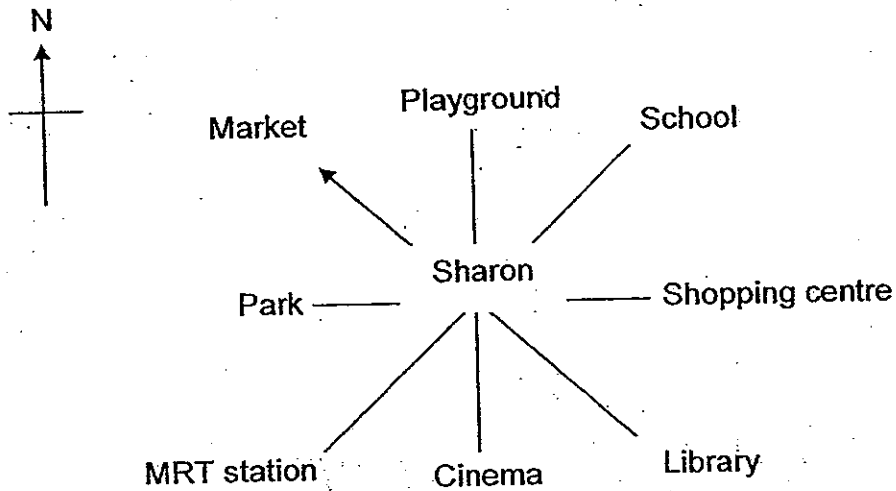 N
Playground
School
Market
Sharon
Park
Shopping centre
MRT station
Cinema
Library